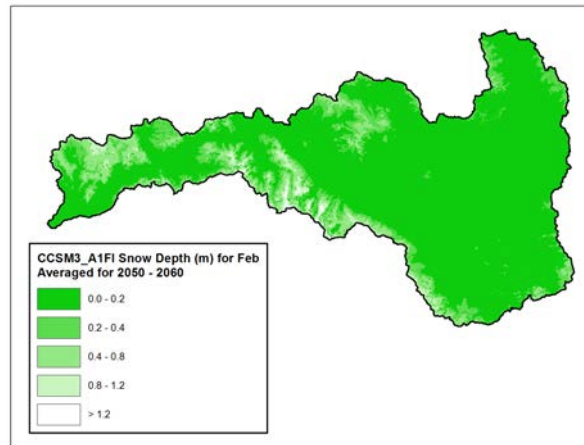 CCSM3_A1FI Snow Depth (m) for Feb
Averaged for 2050 - 2060
0.0 - 0.2
0.2 - 0.4
0.4 - 0.8
0.8 - 1.2
> 1.2